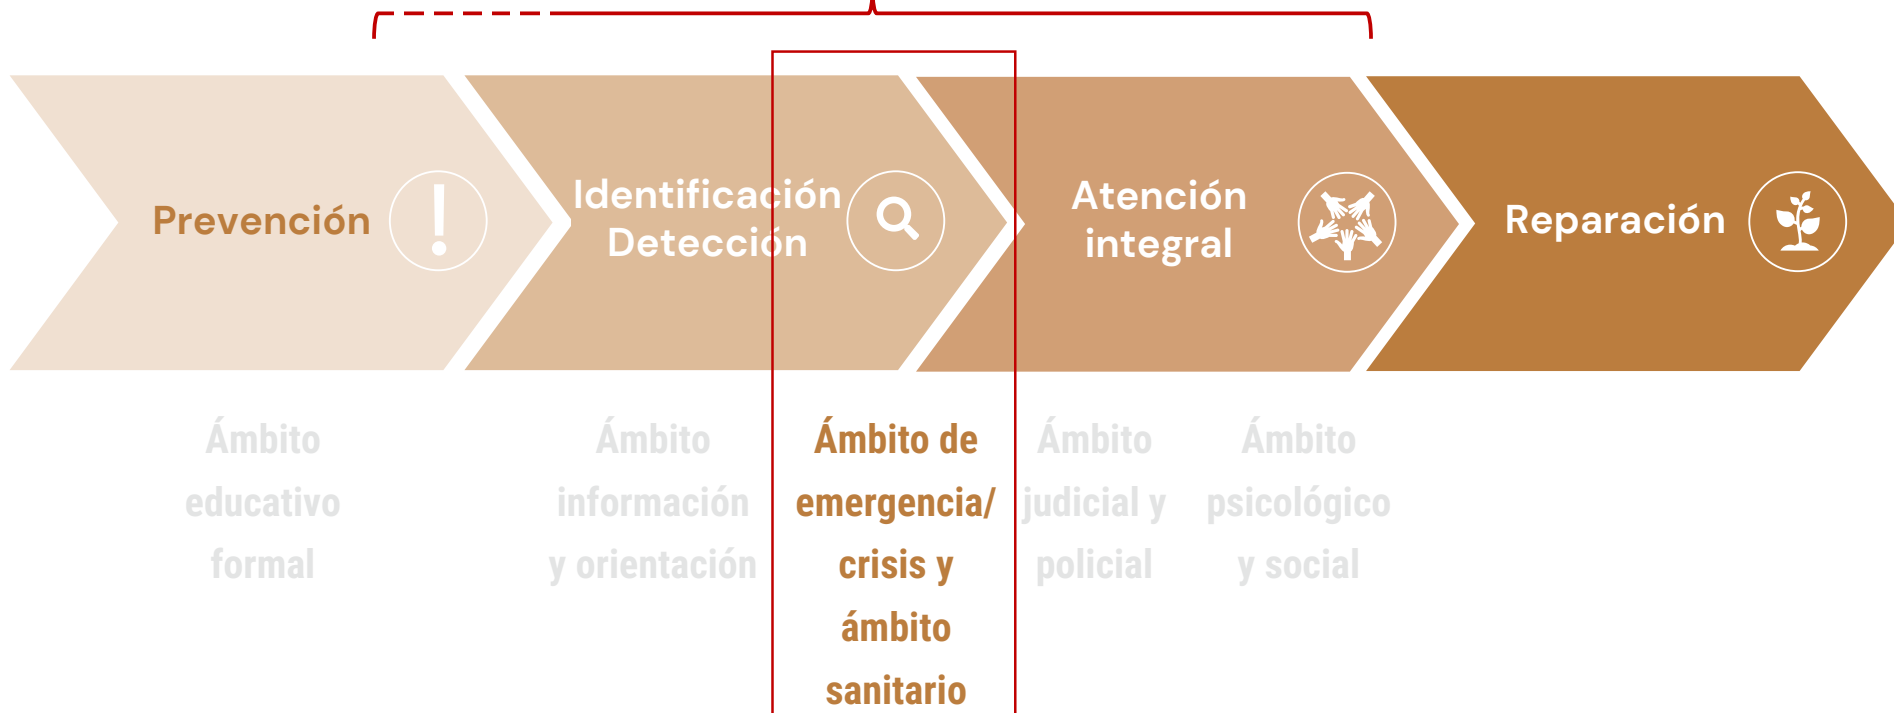 Prevención
Identificación
Detección
Atención
integral
Reparación
Ámbito
educativo
formal
Ámbito
información
y orientación
Ámbito de
emergencia/
crisis y
ámbito
sanitario
Ámbito
judicial y
policial
Ámbito
psicológico
y social